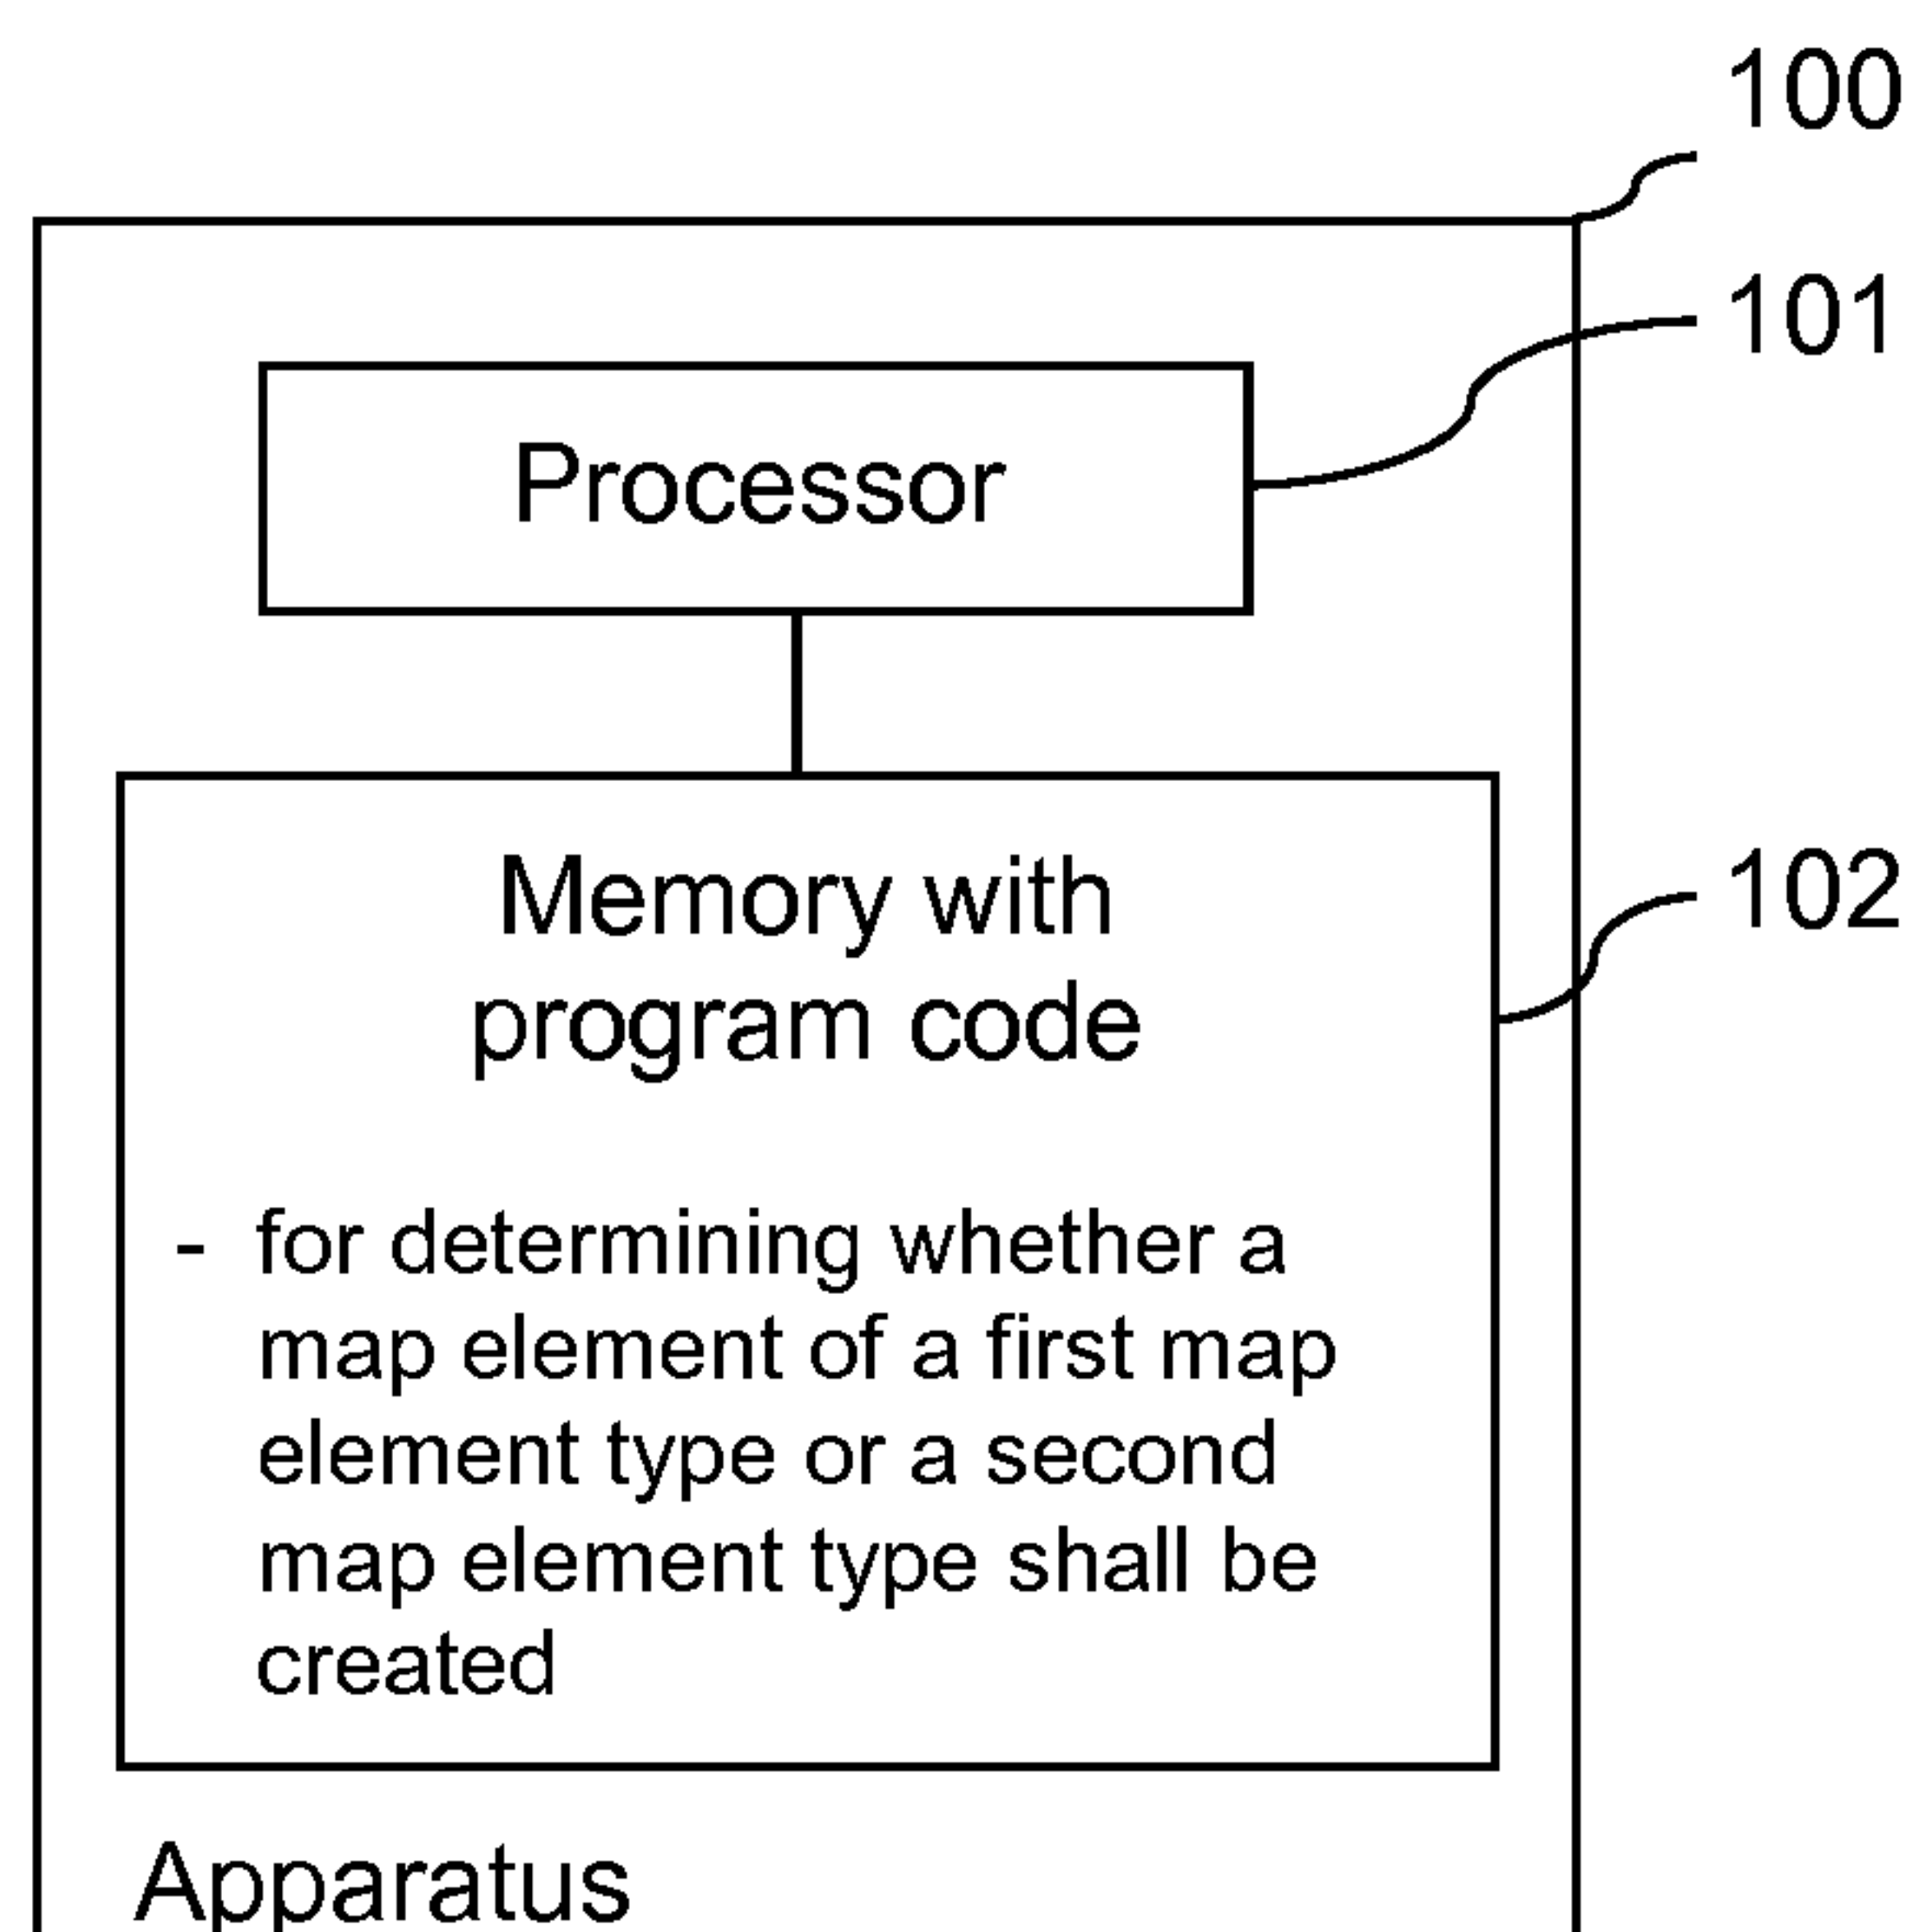 100
101
Processor
102
Memory with
program code
- for determining whether a
map element of a first map
element type or a second
map element type shall be
created
Apparatus